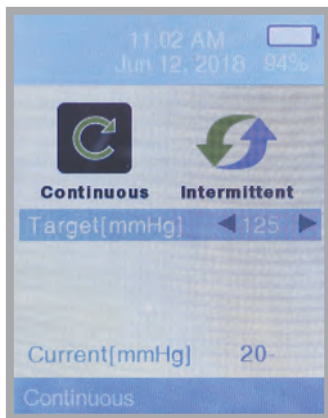 11:02 AM
Jun 12, 2018 94%
Continuous Intermittent
Target[mmHg] 125
Current[mmHg] 20-
Continuous